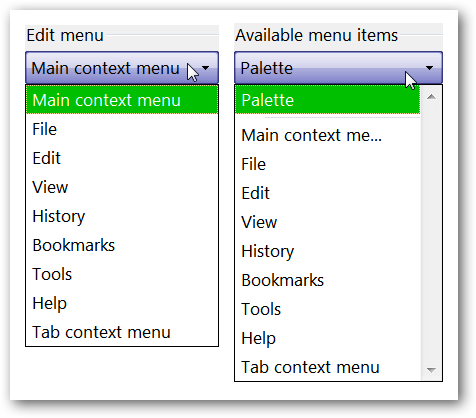 Edit menu
Main context menu
Main context menu
File
Edit
View
History
Bookmarks
Tools
Help
Tab context menu
Available menu items
Palette
Palette
Main context me...
File
Edit
View
History
Bookmarks
Tools
Help
Tab context menu